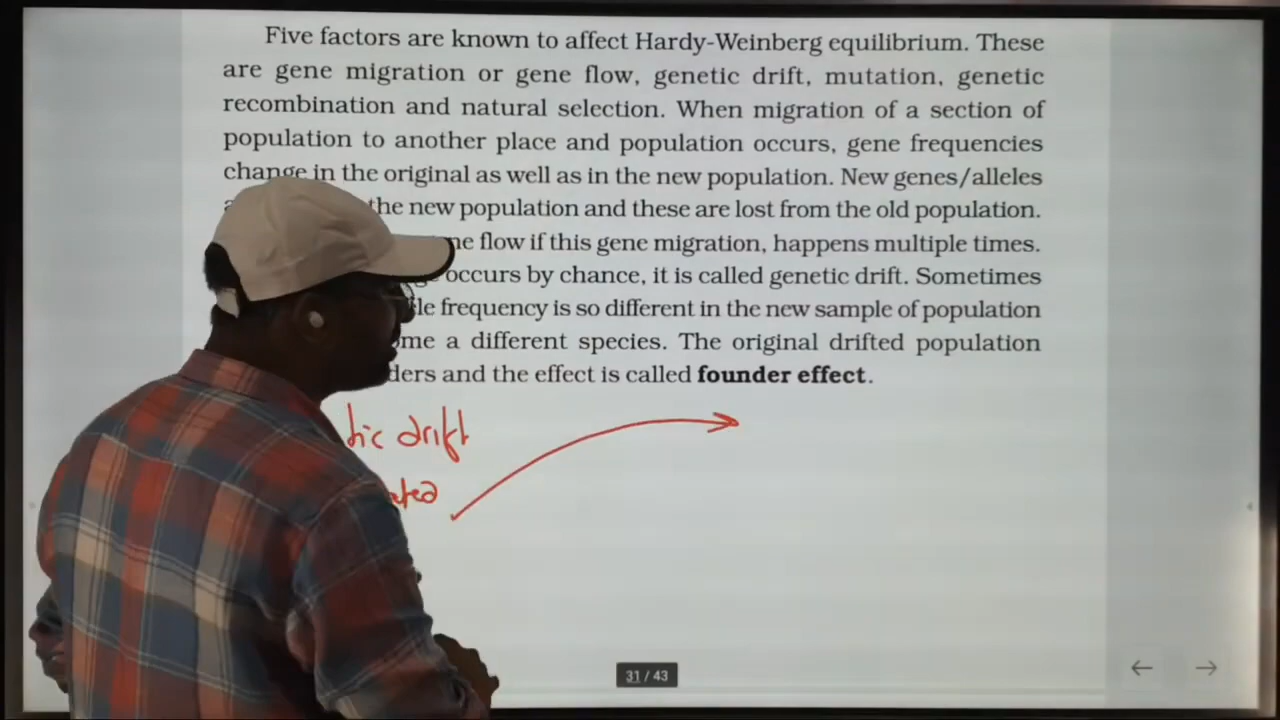 Five factors are known to affect Hardy-Weinberg equilibrium. These
are gene migration or gene flow, genetic drift, mutation, genetic
recombination and natural selection. When migration of a section of
population to another place and population occurs, gene frequencies
change in the original as well as in the new population. New genes/alleles
the new population and these are lost from the old population.
flow if this gene migration, happens multiple times.
occurs by chance, it is called genetic drift. Sometimes
frequency is so different in the new sample of population
a different species. The original drifted population
and the effect is called founder effect.
drift
31 / 43